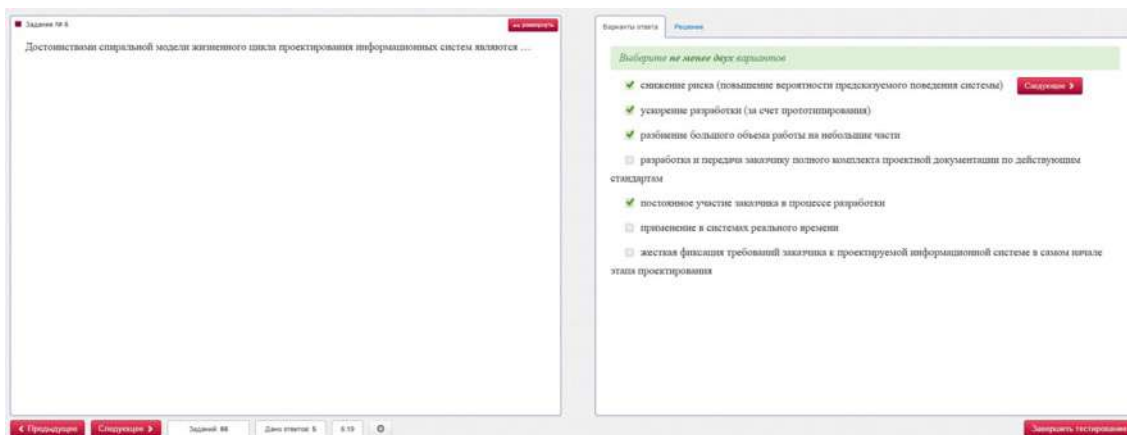 Задание № 6
развернуть
Достоинствами спиральной модели жизненного цикла проектирования информационных систем являются …
Варианты ответа
Решение
Выберите не менее двух вариантов
снижение риска (повышение вероятности предсказуемого поведения системы)
Следующее
ускорение разработки (за счет прототипирования)
разбиение большого объема работы на небольшие части
разработка и передача заказчику полного комплекта проектной документации по действующим
стандартам
постоянное участие заказчика в процессе разработки
применение в системах реального времени
жесткая фиксация требований заказчика к проектируемой информационной системе в самом начале
этапа проектирования
Предыдущее
Следующее
Заданий:
Дано ответов: 5
Завершить тестирование